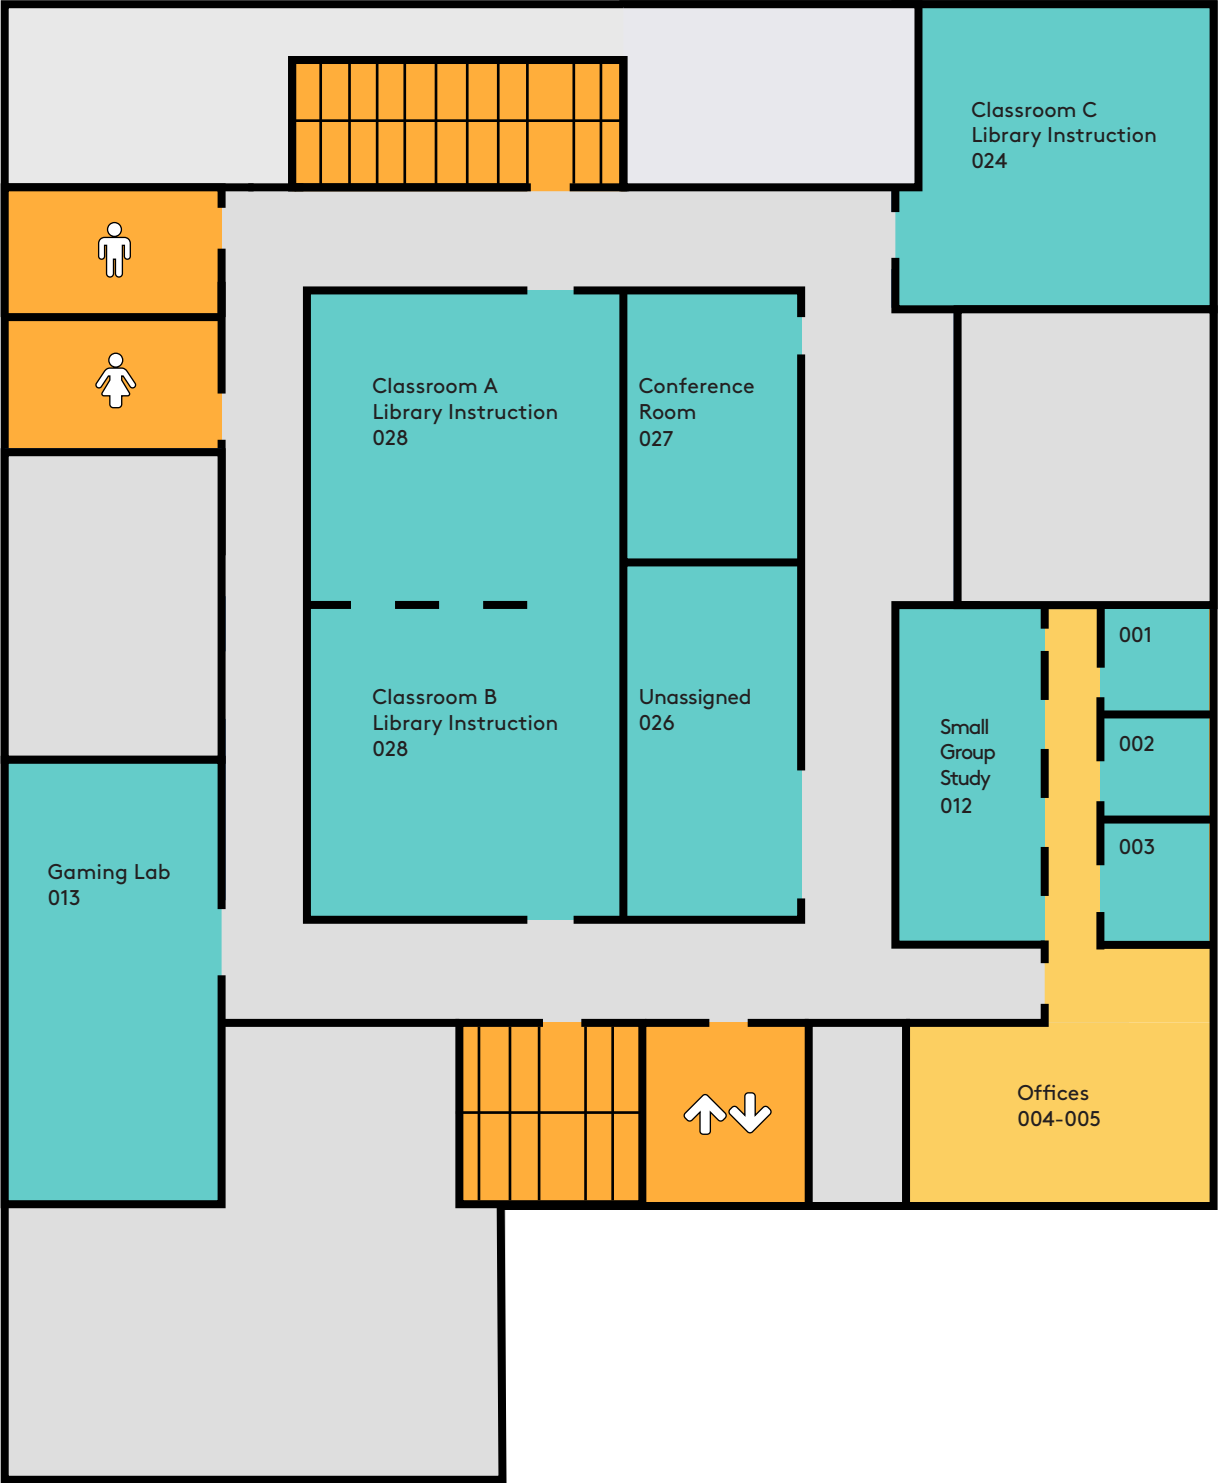 Classroom C
Library Instruction
024
Classroom A
Library Instruction
028
Conference
Room
027
001
Classroom B
Library Instruction
028
Unassigned
026
Small
Group
Study
012
002
003
Gaming Lab
013
Offices
004-005